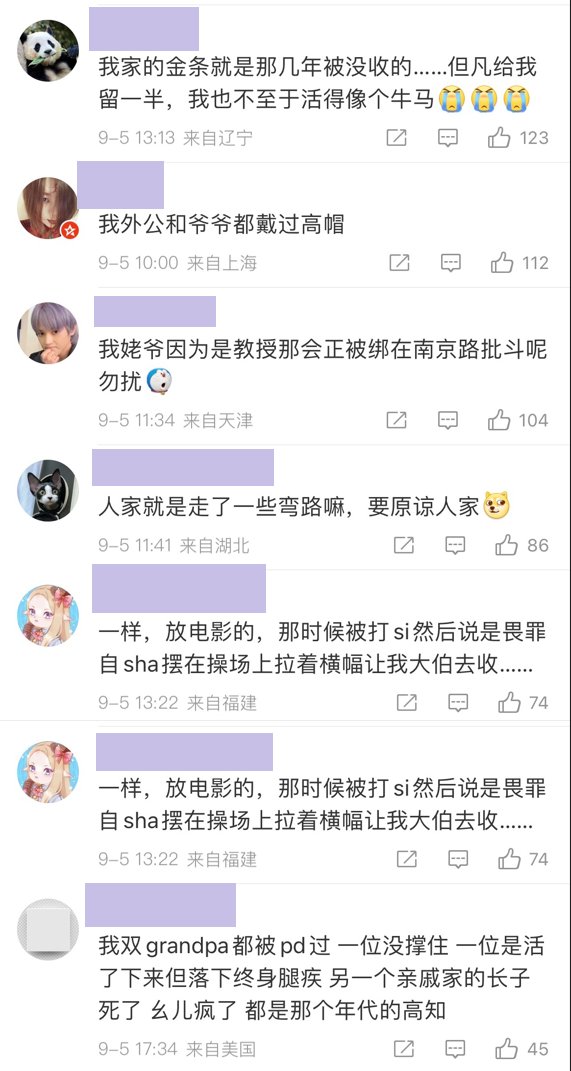 我家的金条就是那几年被没收的……但凡给我
留一半，我也不至于活得像个牛马😭😭😭
9-5 13:13 来自辽宁 123
我外公和爷爷都戴过高帽
9-5 10:00 来自上海 112
我姥爷因为是教授那会正被绑在南京路批斗呢
勿扰
9-5 11:34 来自天津 104
人家就是走了一些弯路嘛，要原谅人家
9-5 11:41 来自湖北 86
一样，放电影的，那时候被打si然后说是畏罪
自sha摆在操场上拉着横幅让我大伯去收……
9-5 13:22 来自福建 74
一样，放电影的，那时候被打si然后说是畏罪
自sha摆在操场上拉着横幅让我大伯去收……
9-5 13:22 来自福建 74
我双grandpa都被pd过 一位没撑住 一位是活
了下来但落下终身腿疾 另一个亲戚家的长子
死了 幺儿疯了 都是那个年代的高知
9-5 17:34 来自美国 45